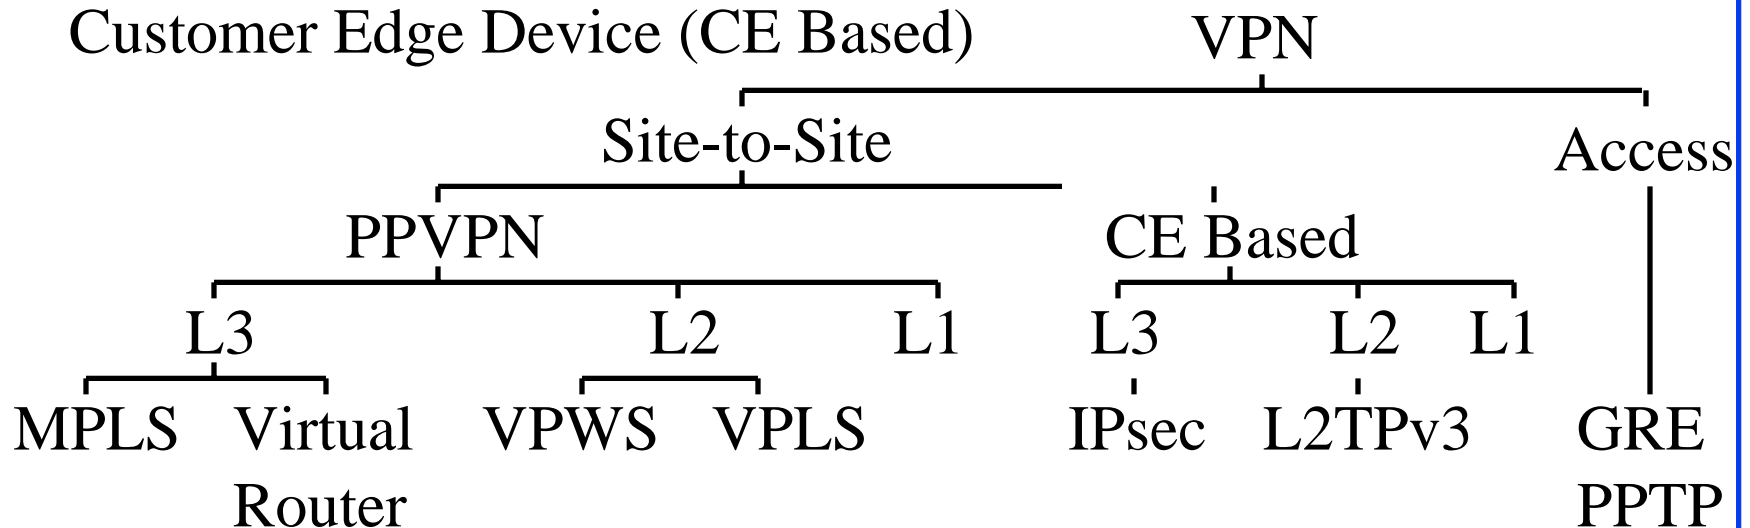 Customer Edge Device (CE Based)
VPN
Site-to-Site
Access
PPVPN
CE Based
L3
L2
L1
L3
L2
L1
MPLS
Virtual
Router
VPWS
VPLS
IPsec
L2TPv3
GRE
PPTP